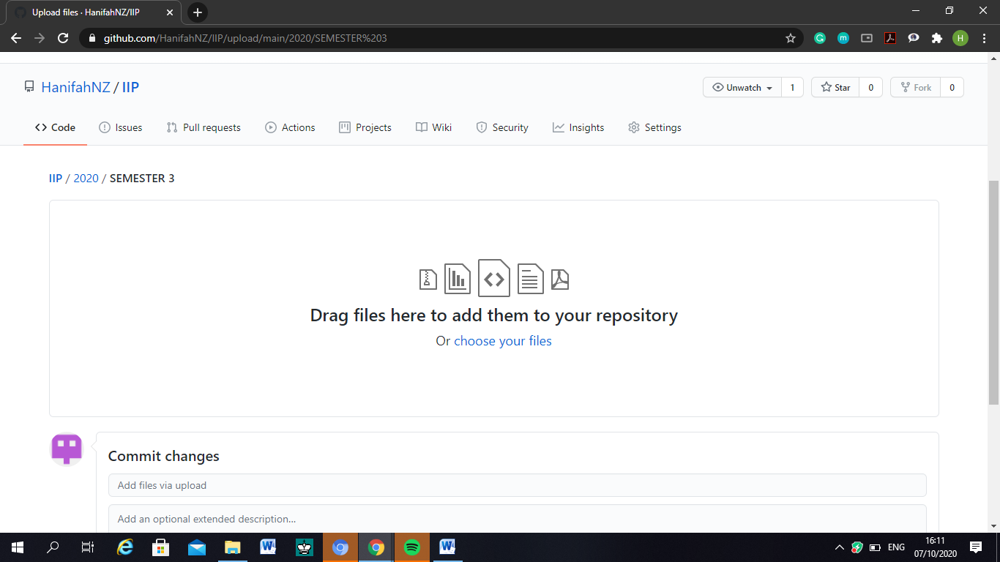 Upload files · HanifahNZ/IIP
github.com/HanifahNZ/IIP/upload/main/2020/SEMESTER%203
HanifahNZ / IIP
Unwatch 1 Star 0 Fork 0
Code Issues Pull requests Actions Projects Wiki Security Insights Settings
IIP / 2020 / SEMESTER 3
Drag files here to add them to your repository
Or choose your files
Commit changes
Add files via upload
Add an optional extended description...
ENG
16:11
07/10/2020